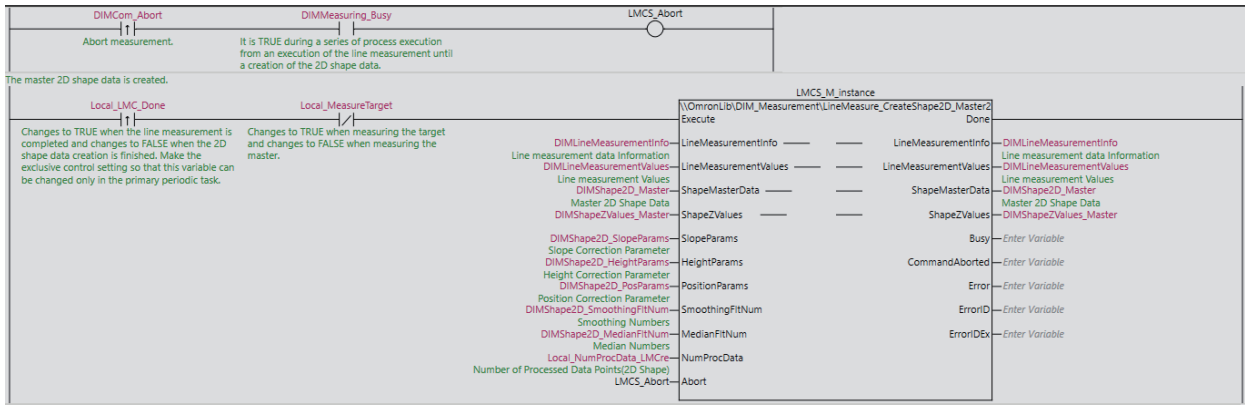 DIMCom_Abort DIMMeasuring_Busy LMCS_Abort
Abort measurement.
It is TRUE during a series of process execution
from an execution of the line measurement until
a creation of the 2D shape data.
The master 2D shape data is created.
LMCS_M_instance
Local_LMC_Done Local_MeasureTarget
\\OmronLib\DIM_Measurement\LineMeasure_CreateShape2D_Master2
Execute Done
Changes to TRUE when the line measurement is
completed and changes to FALSE when the 2D
shape data creation is finished. Make the
exclusive control setting so that this variable can
be changed only in the primary periodic task.
Changes to TRUE when measuring the target
and changes to FALSE when measuring the
master.
DIMLineMeasurementInfo LineMeasurementInfo LineMeasurementInfo DIMLineMeasurementInfo
Line measurement data Information Line measurement data Information
DIMLineMeasurementValues LineMeasurementValues LineMeasurementValues DIMLineMeasurementValues
Line measurement Values Line measurement Values
DIMShape2D_Master ShapeMasterData ShapeMasterData DIMShape2D_Master
Master 2D Shape Data Master 2D Shape Data
DIMShapeZValues_Master ShapeZValues ShapeZValues DIMShapeZValues_Master
DIMShape2D_SlopeParams SlopeParams Busy Enter Variable
Slope Correction Parameter
DIMShape2D_HeightParams HeightParams CommandAborted Enter Variable
Height Correction Parameter
DIMShape2D_PosParams PositionParams Error Enter Variable
Position Correction Parameter
DIMShape2D_SmoothingFltNum SmoothingFltNum ErrorID Enter Variable
Smoothing Numbers
DIMShape2D_MedianFltNum MedianFltNum ErrorIDEx Enter Variable
Median Numbers
Local_NumProcData_LMCre NumProcData
Number of Processed Data Points(2D Shape)
LMCS_Abort Abort